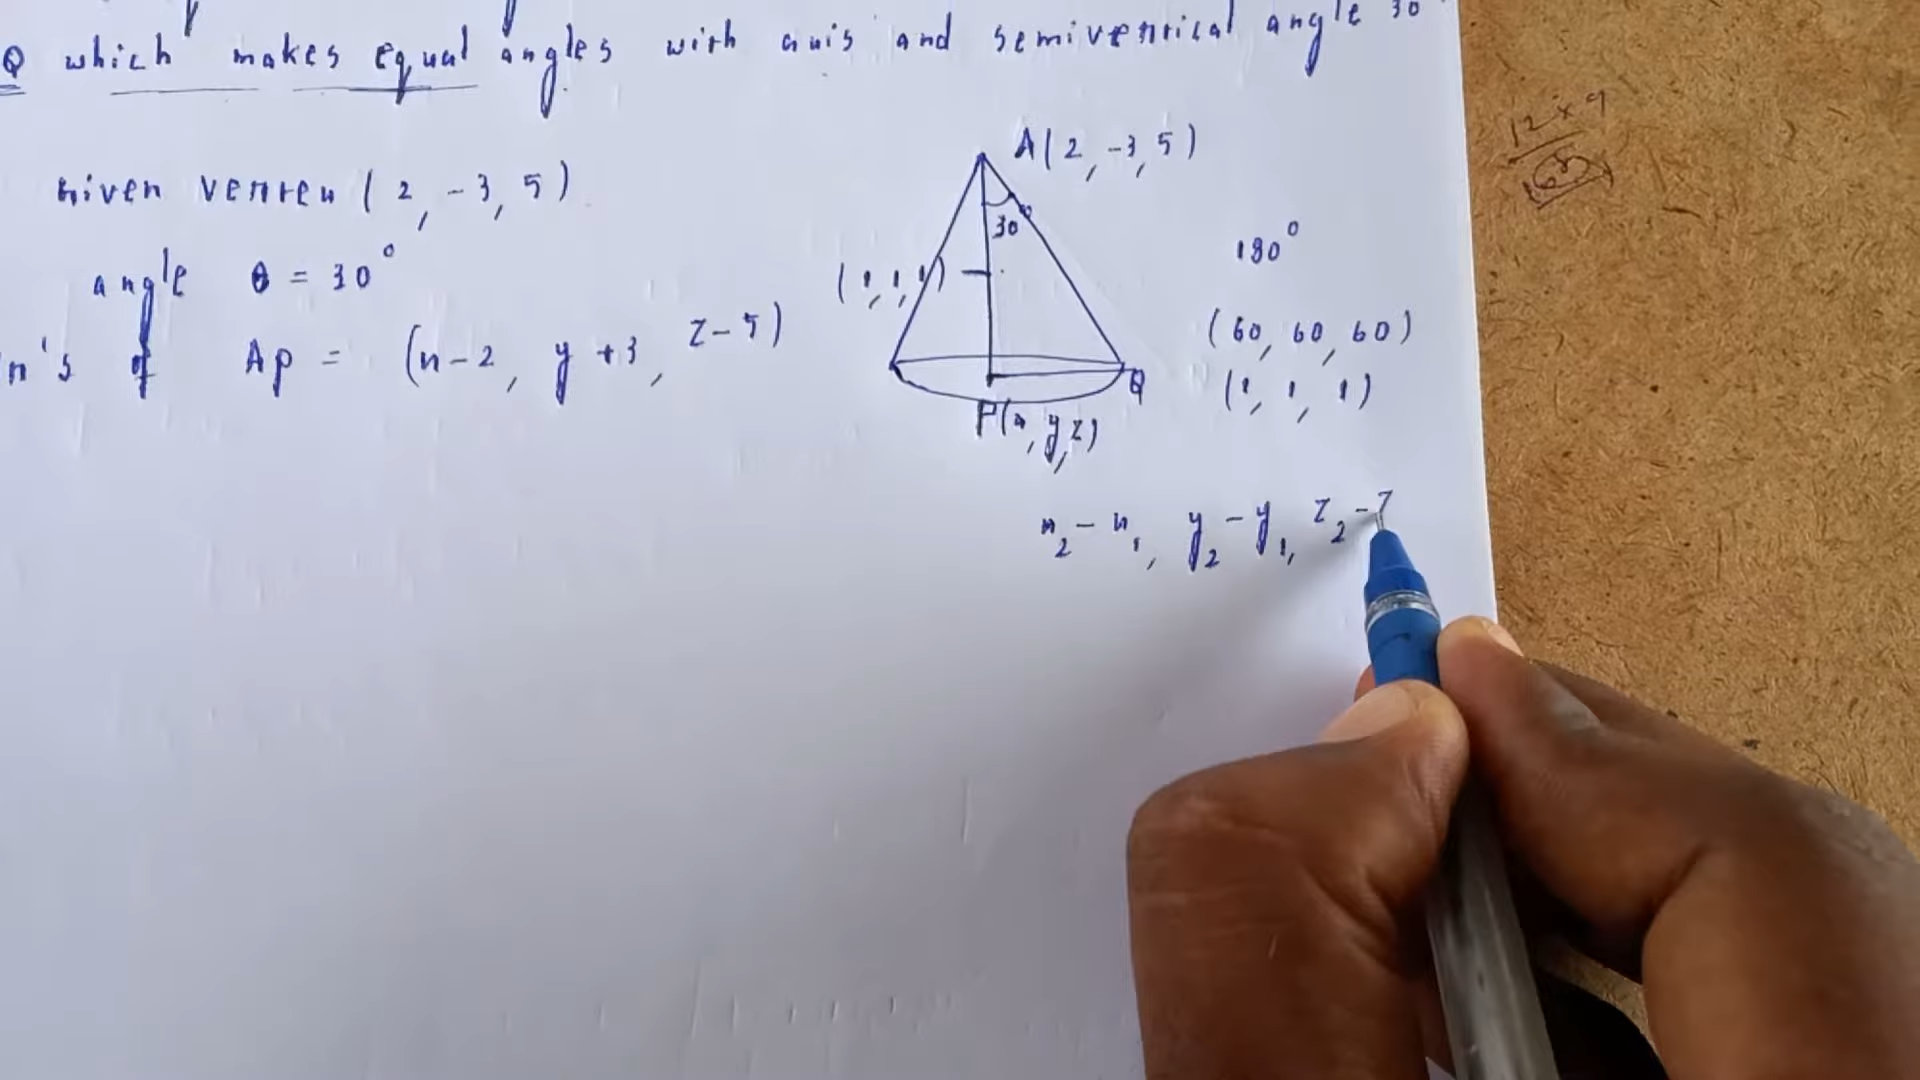 Q which makes equal angles with axis and semivertical angle 30°
Given vertex (2, -3, 5)
angle θ = 30°
's of AP = (x-2, y+3, z-5)
A(2, -3, 5)
30
(1, 1, 1)
Q
P(x, y, z)
180°
(60, 60, 60)
(1, 1, 1)
x₂ - x₁, y₂ - y₁, z₂ - z
12 × 9